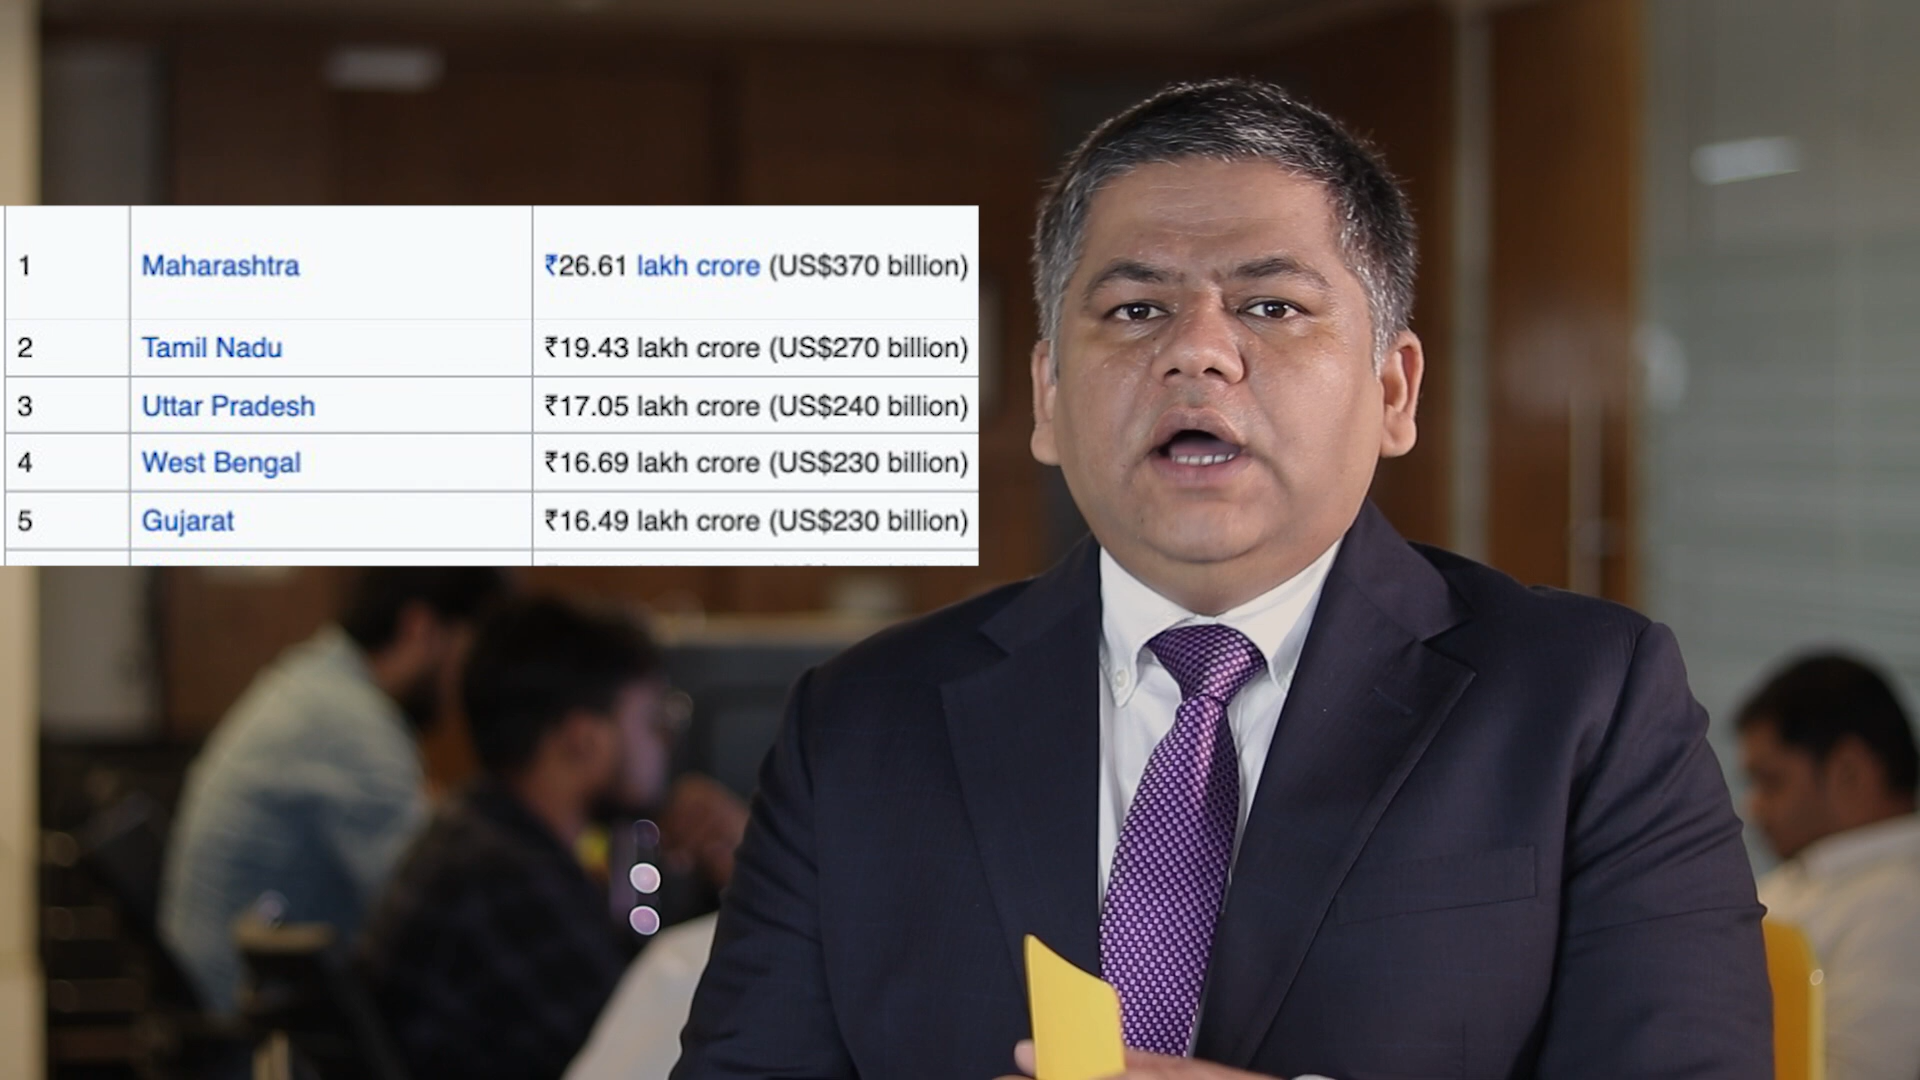 1 Maharashtra ₹26.61 lakh crore (US$370 billion)
2 Tamil Nadu ₹19.43 lakh crore (US$270 billion)
3 Uttar Pradesh ₹17.05 lakh crore (US$240 billion)
4 West Bengal ₹16.69 lakh crore (US$230 billion)
5 Gujarat ₹16.49 lakh crore (US$230 billion)